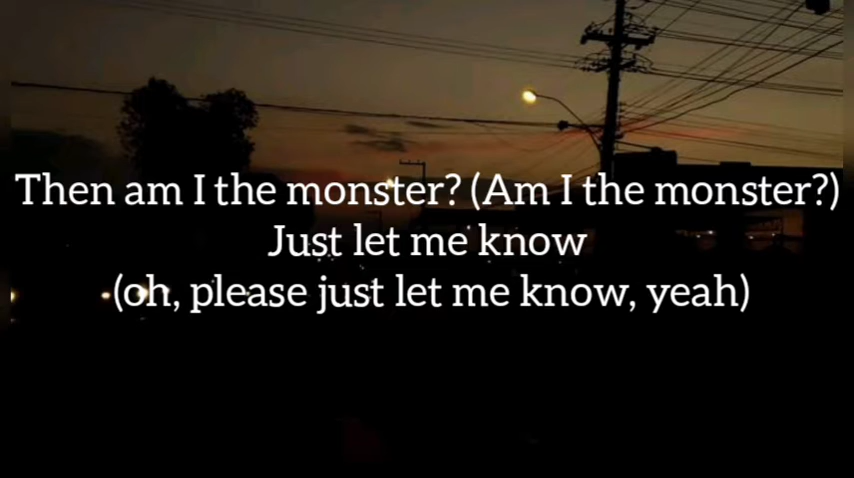 Then am I the monster? (Am I the monster?)
Just let me know
(oh, please just let me know, yeah)